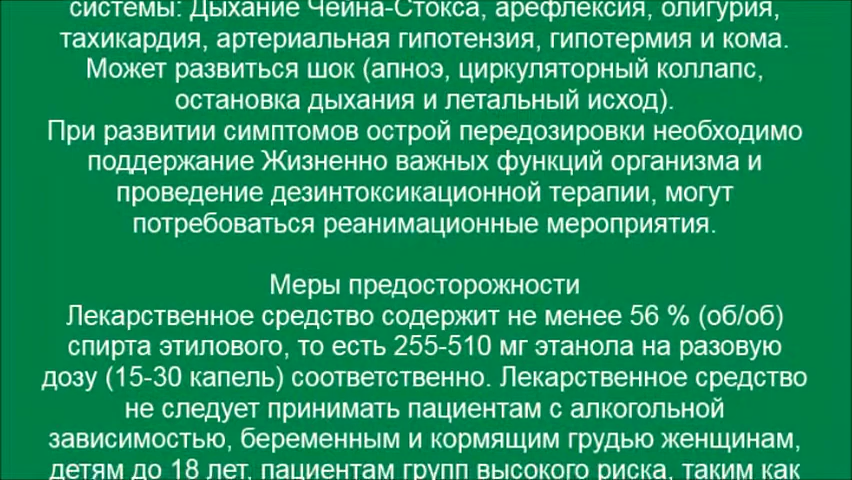 системы: Дыхание Чейна-Стокса, арефлексия, олигурия,
тахикардия, артериальная гипотензия, гипотермия и кома.
Может развиться шок (апноэ, циркуляторный коллапс,
остановка дыхания и летальный исход).
При развитии симптомов острой передозировки необходимо
поддержание Жизненно важных функций организма и
проведение дезинтоксикационной терапии, могут
потребоваться реанимационные мероприятия.
Меры предосторожности
Лекарственное средство содержит не менее 56 % (об/об)
спирта этилового, то есть 255-510 мг этанола на разовую
дозу (15-30 капель) соответственно. Лекарственное средство
не следует принимать пациентам с алкогольной
зависимостью, беременным и кормящим грудью женщинам,
детям до 18 лет, пациентам групп высокого риска, таким как